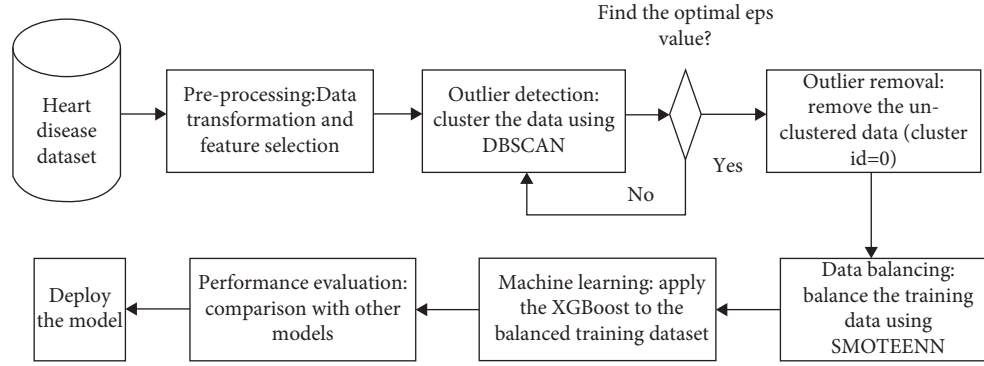 Find the optimal eps
value?
Heart
disease
dataset
Pre-processing:Data
transformation and
feature selection
Outlier detection:
cluster the data using
DBSCAN
Outlier removal:
remove the un-
clustered data (cluster
id=0)
No
Yes
Deploy
the model
Performance evaluation:
comparison with other
models
Machine learning: apply
the XGBoost to the
balanced training dataset
Data balancing:
balance the training
data using
SMOTEENN